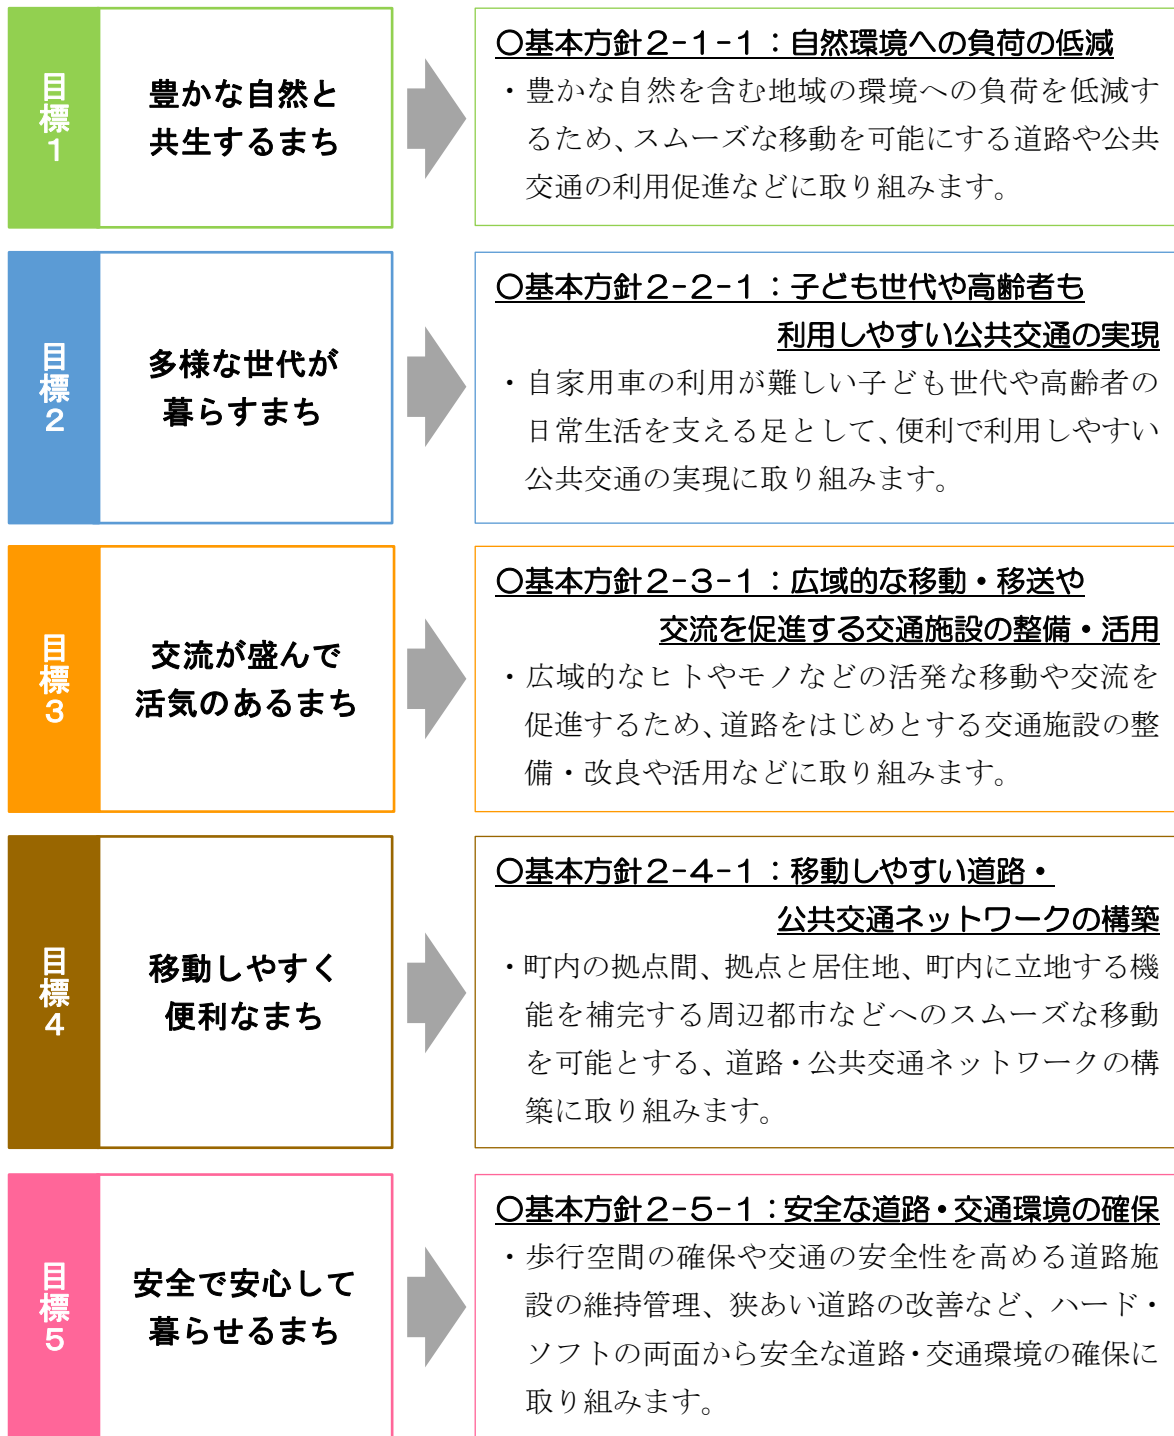 目標1
豊かな自然と
共生するまち
○基本方針2-1-1：自然環境への負荷の低減
・豊かな自然を含む地域の環境への負荷を低減す
るため、スムーズな移動を可能にする道路や公共
交通の利用促進などに取り組みます。
目標2
多様な世代が
暮らすまち
○基本方針2-2-1：子ども世代や高齢者も
利用しやすい公共交通の実現
・自家用車の利用が難しい子ども世代や高齢者の
日常生活を支える足として、便利で利用しやすい
公共交通の実現に取り組みます。
目標3
交流が盛んで
活気のあるまち
○基本方針2-3-1：広域的な移動・移送や
交流を促進する交通施設の整備・活用
・広域的なヒトやモノなどの活発な移動や交流を
促進するため、道路をはじめとする交通施設の整
備・改良や活用などに取り組みます。
目標4
移動しやすく
便利なまち
○基本方針2-4-1：移動しやすい道路・
公共交通ネットワークの構築
・町内の拠点間、拠点と居住地、町内に立地する機
能を補完する周辺都市などへのスムーズな移動
を可能とする、道路・公共交通ネットワークの構
築に取り組みます。
目標5
安全で安心して
暮らせるまち
○基本方針2-5-1：安全な道路・交通環境の確保
・歩行空間の確保や交通の安全性を高める道路施
設の維持管理、狭あい道路の改善など、ハード・
ソフトの両面から安全な道路・交通環境の確保に
取り組みます。